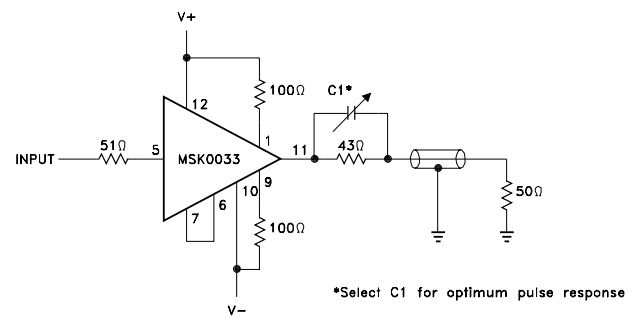 V+
12
100Ω
C1*
1
51Ω
5
MSK0033
11
43Ω
INPUT
9
10
6
7
50Ω
100Ω
*Select C1 for optimum pulse response
V-